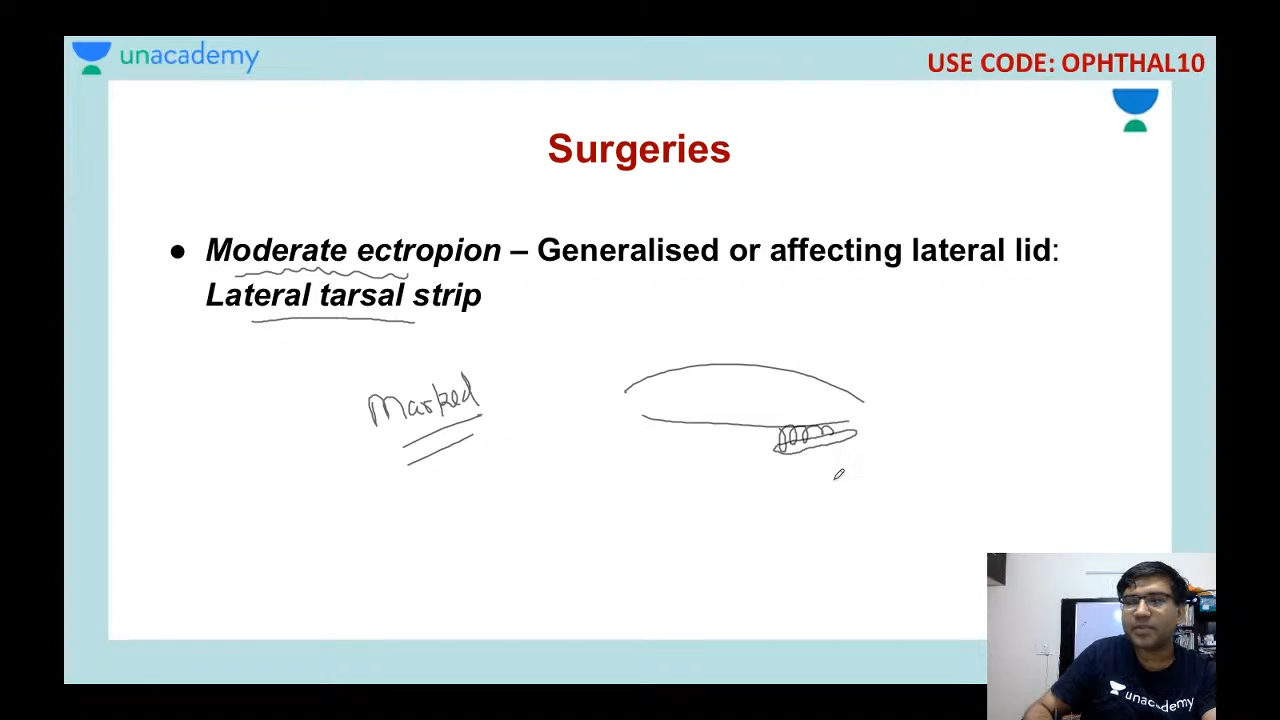 unacademy
USE CODE: OPHTHAL10
Surgeries
● Moderate ectropion – Generalised or affecting lateral lid:
Lateral tarsal strip
Marked
unacademy